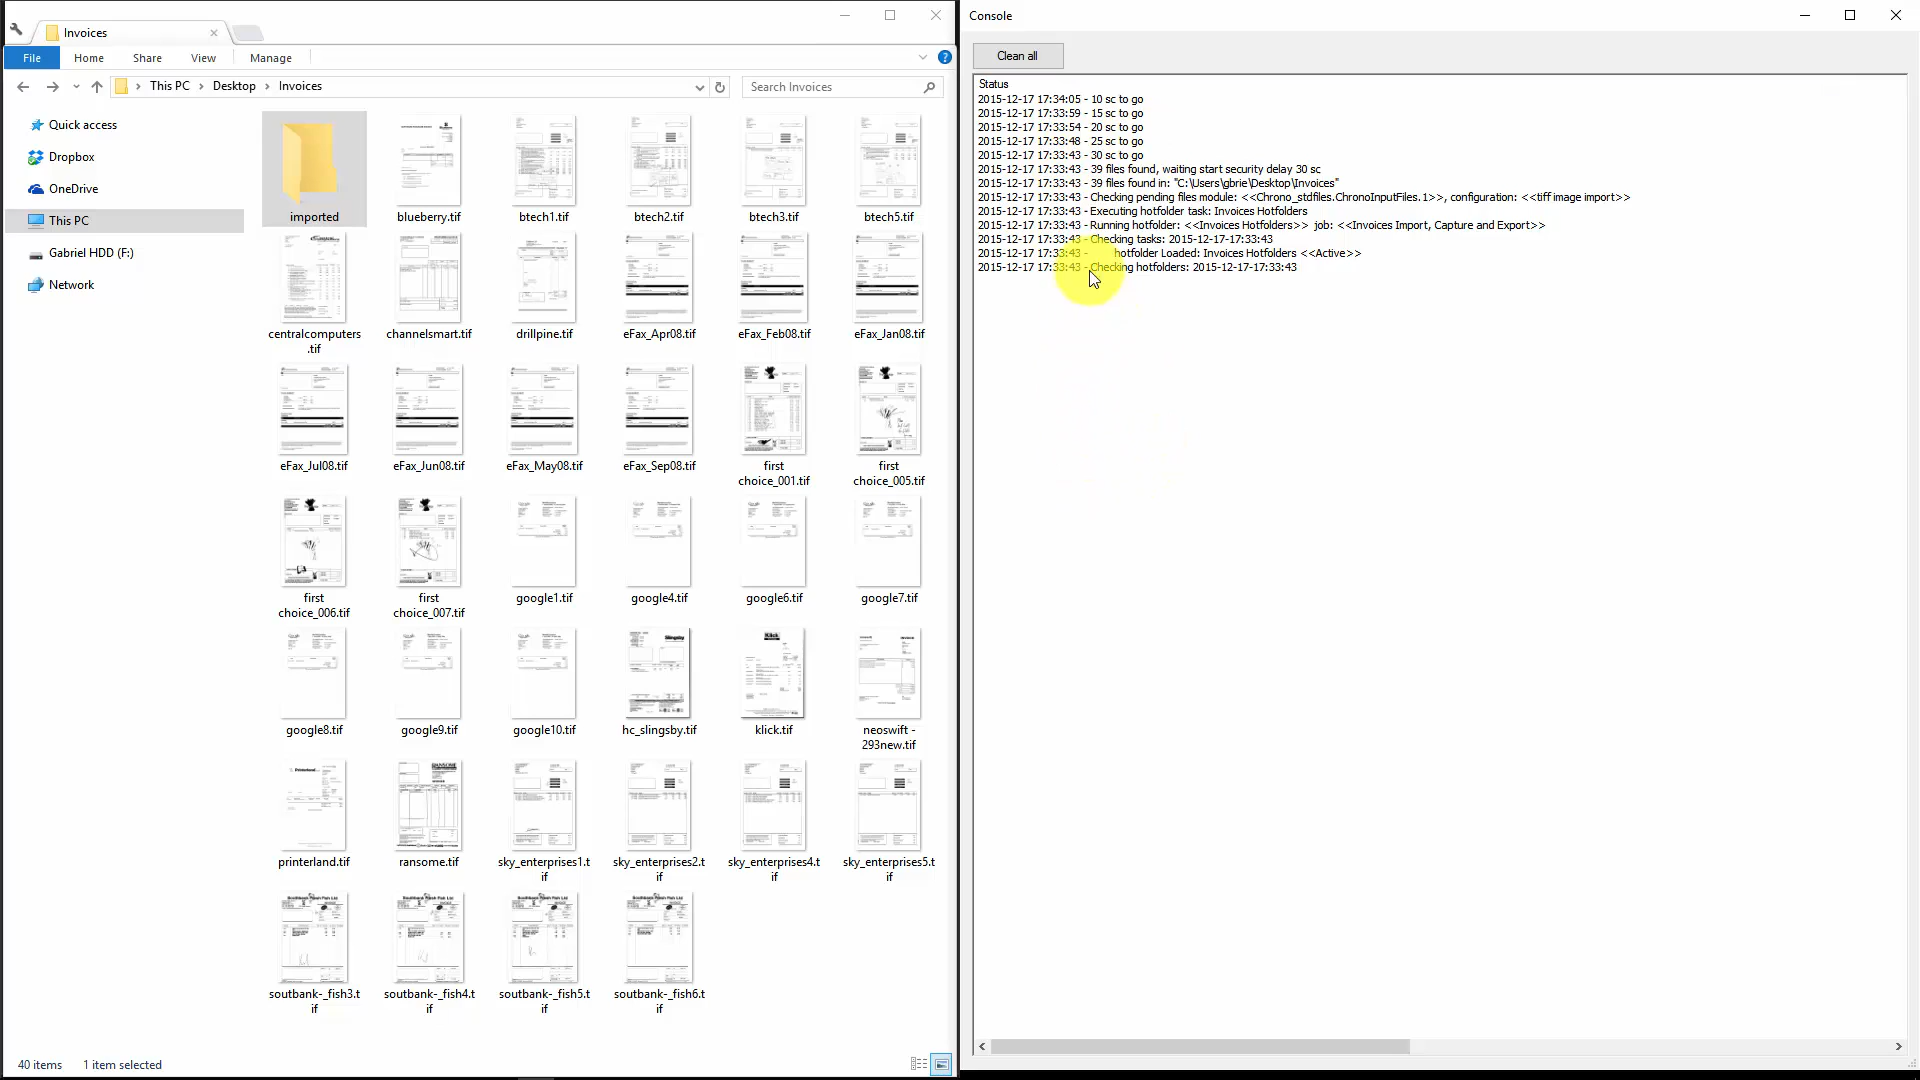 Invoices
File Home Share View Manage
This PC > Desktop > Invoices
Search Invoices
Quick access
Dropbox
OneDrive
This PC
Gabriel HDD (F:)
Network
imported
blueberry.tif
btech1.tif
btech2.tif
btech3.tif
btech5.tif
centralcomputers
.tif
channelsmart.tif
drillpine.tif
eFax_Apr08.tif
eFax_Feb08.tif
eFax_Jan08.tif
eFax_Jul08.tif
eFax_Jun08.tif
eFax_May08.tif
eFax_Sep08.tif
first
choice_001.tif
first
choice_005.tif
first
choice_006.tif
first
choice_007.tif
google1.tif
google4.tif
google6.tif
google7.tif
google8.tif
google9.tif
google10.tif
hc_slingsby.tif
klick.tif
neoswift -
293new.tif
printerland.tif
ransome.tif
sky_enterprises1.t
if
sky_enterprises2.t
if
sky_enterprises4.t
if
sky_enterprises5.t
if
soutbank-_fish3.t
if
soutbank-_fish4.t
if
soutbank-_fish5.t
if
soutbank-_fish6.t
if
40 items 1 item selected
Console
Clean all
Status
2015-12-17 17:34:05 - 10 sc to go
2015-12-17 17:33:59 - 15 sc to go
2015-12-17 17:33:54 - 20 sc to go
2015-12-17 17:33:48 - 25 sc to go
2015-12-17 17:33:43 - 30 sc to go
2015-12-17 17:33:43 - 39 files found, waiting start security delay 30 sc
2015-12-17 17:33:43 - 39 files found in: "C:\Users\gbrie\Desktop\Invoices"
2015-12-17 17:33:43 - Checking pending files module: <<Chrono_stdfiles.ChronoInputFiles.1>>, configuration: <<tiff image import>>
2015-12-17 17:33:43 - Executing hotfolder task: Invoices Hotfolders
2015-12-17 17:33:43 - Running hotfolder: <<Invoices Hotfolders>> job: <<Invoices Import, Capture and Export>>
2015-12-17 17:33:43 - Checking tasks: 2015-12-17-17:33:43
2015-12-17 17:33:43 - hotfolder Loaded: Invoices Hotfolders <<Active>>
2015-12-17 17:33:43 - Checking hotfolders: 2015-12-17-17:33:43